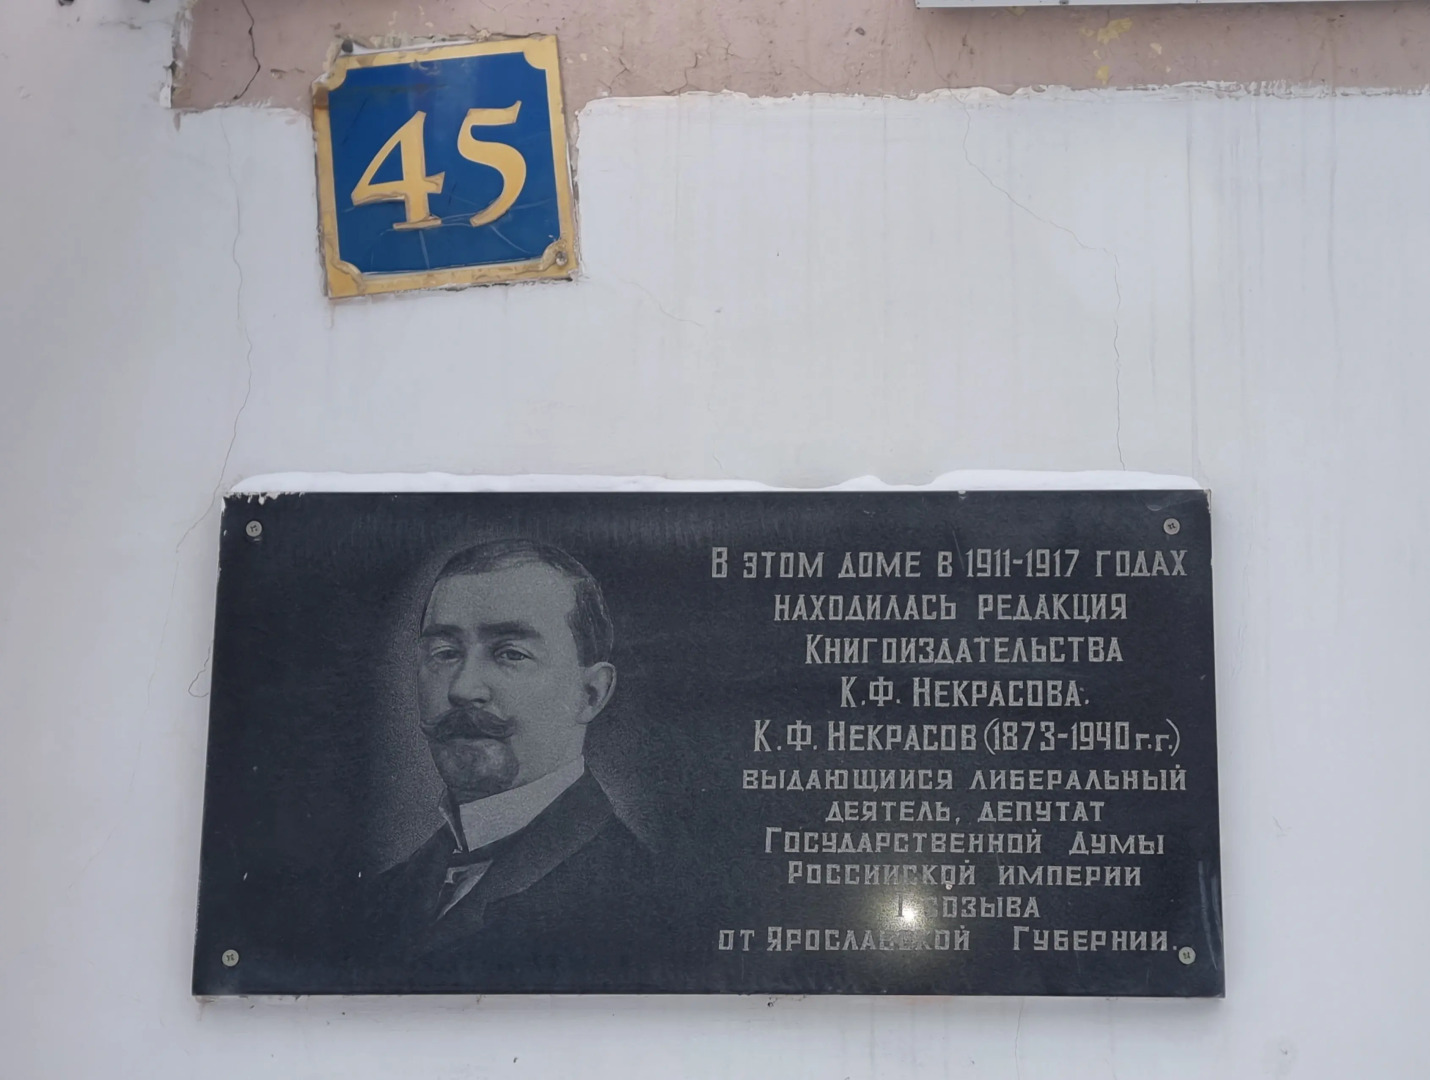 45
В ЭТОМ ДОМЕ В 1911-1917 ГОДАХ
НАХОДИЛАСЬ РЕДАКЦИЯ
КНИГОИЗДАТЕЛЬСТВА
К.Ф. НЕКРАСОВА.
К.Ф. НЕКРАСОВ (1873-1940 г.г.)
ВЫДАЮЩИИСЯ ЛИБЕРАЛЬНЫЙ
ДЕЯТЕЛЬ, ДЕПУТАТ
ГОСУДАРСТВЕННОЙ ДУМЫ
РОССИИСКОЙ ИМПЕРИИ
СОЗЫВА
ОТ ЯРОСЛАВСКОЙ ГУБЕРНИИ.